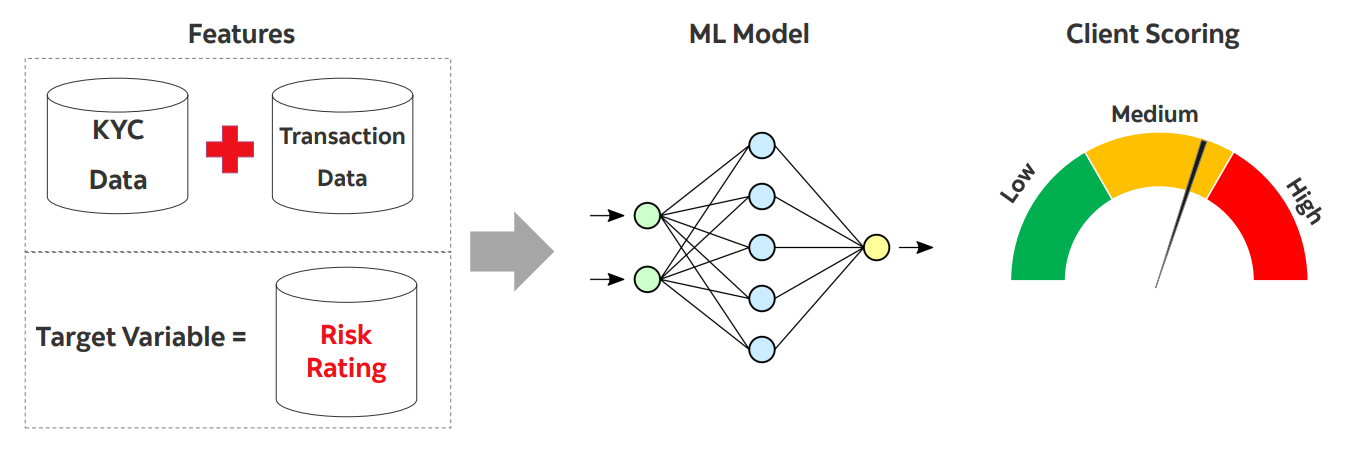 Features
KYC
Data
Transaction
Data
Target Variable =
Risk
Rating
ML Model
Client Scoring
Low
Medium
High